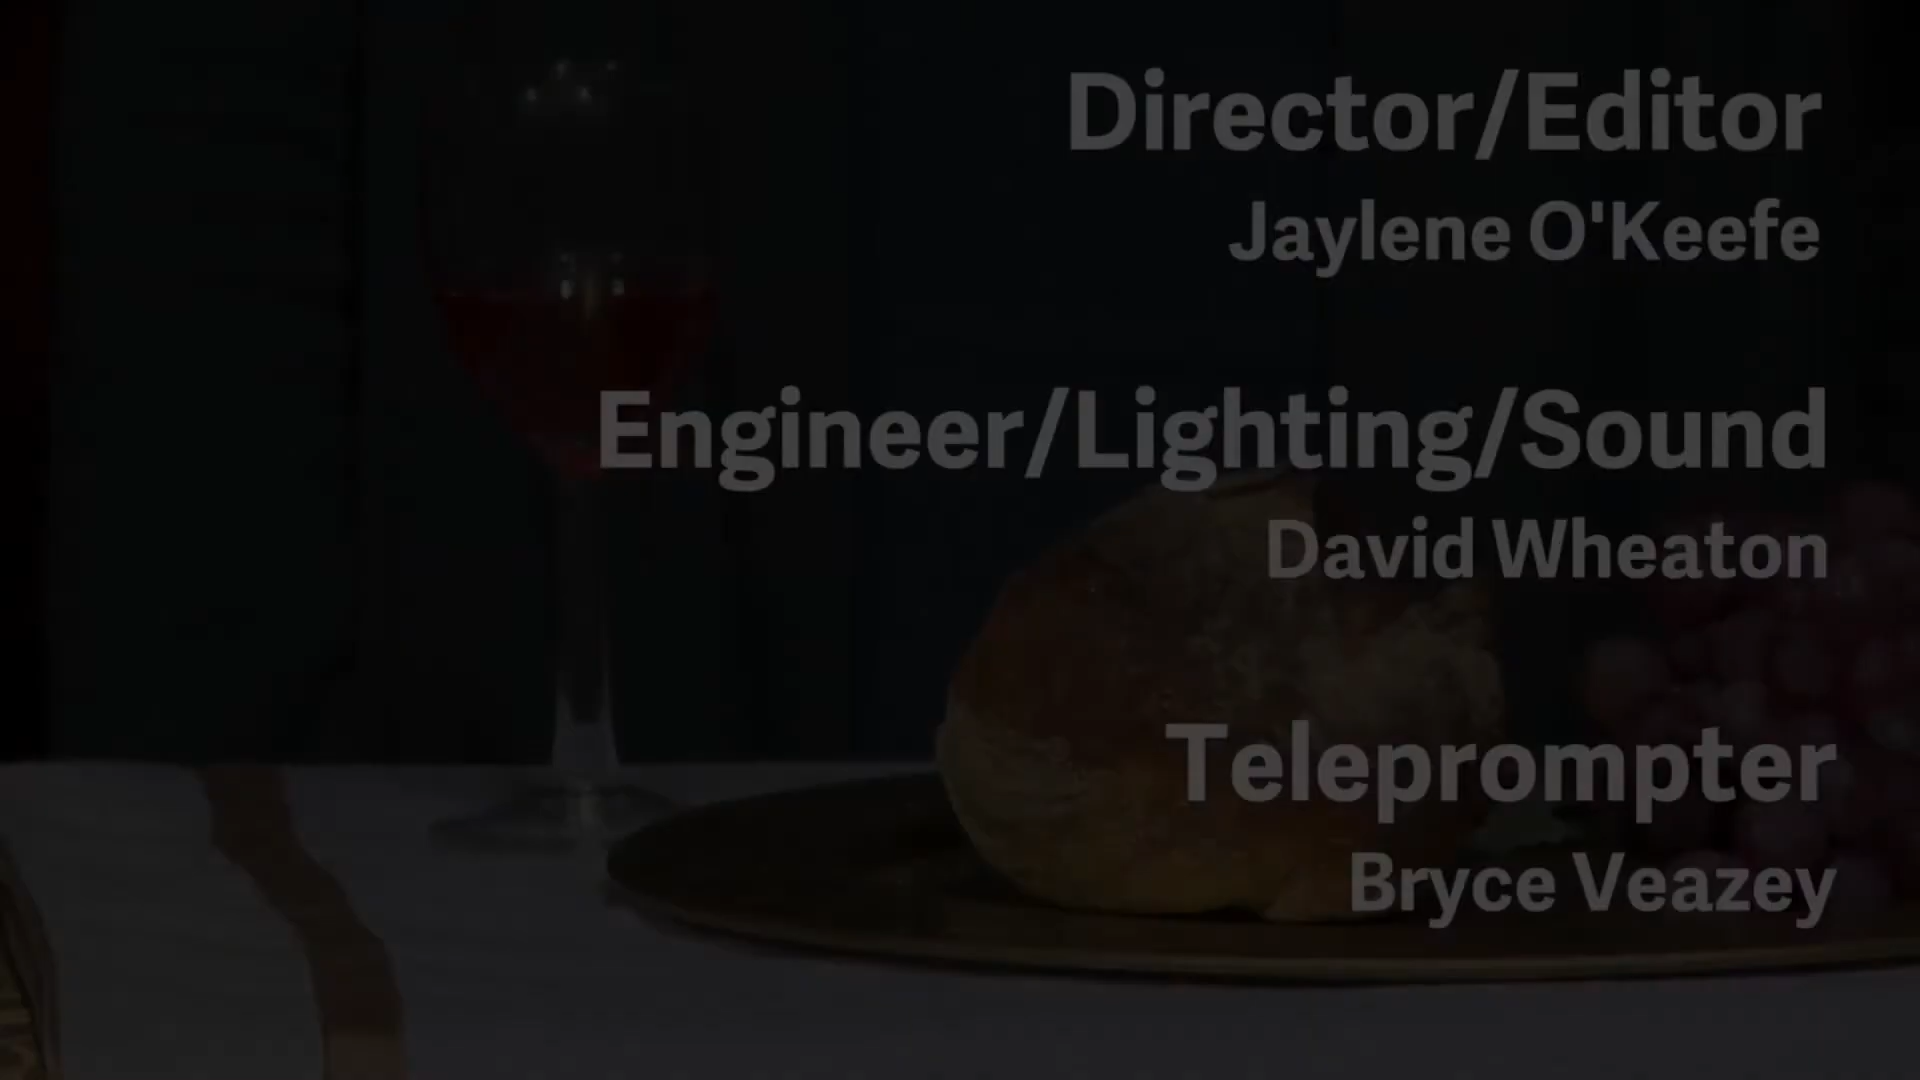 Director/Editor
Jaylene O'Keefe
Engineer/Lighting/Sound
David Wheaton
Teleprompter
Bryce Veazey